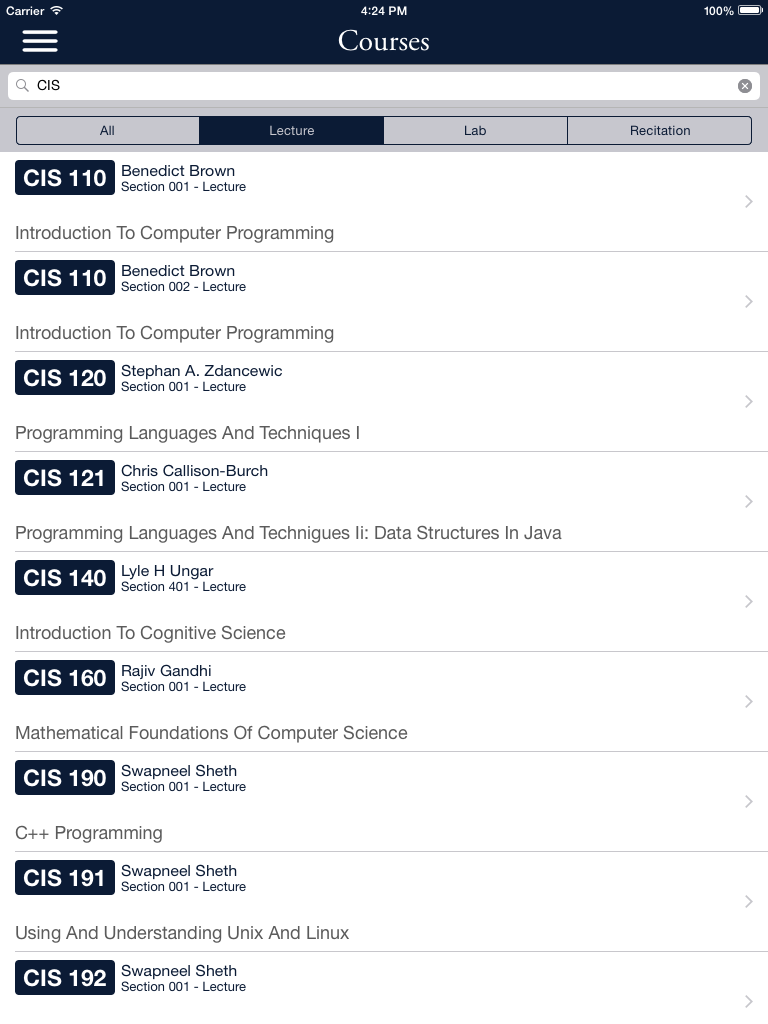 Carrier 4:24 PM 100%
Courses
CIS
All Lecture Lab Recitation
CIS 110 Benedict Brown
Section 001 - Lecture
Introduction To Computer Programming
CIS 110 Benedict Brown
Section 002 - Lecture
Introduction To Computer Programming
CIS 120 Stephan A. Zdancewic
Section 001 - Lecture
Programming Languages And Techniques I
CIS 121 Chris Callison-Burch
Section 001 - Lecture
Programming Languages And Technigues Ii: Data Structures In Java
CIS 140 Lyle H Ungar
Section 401 - Lecture
Introduction To Cognitive Science
CIS 160 Rajiv Gandhi
Section 001 - Lecture
Mathematical Foundations Of Computer Science
CIS 190 Swapneel Sheth
Section 001 - Lecture
C++ Programming
CIS 191 Swapneel Sheth
Section 001 - Lecture
Using And Understanding Unix And Linux
CIS 192 Swapneel Sheth
Section 001 - Lecture